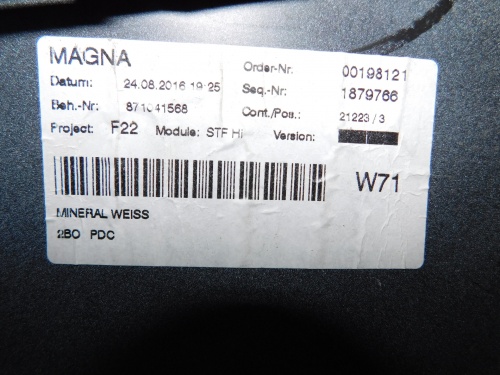 MAGNA
Order-Nr. 00198121
Datum: 24.08.2016 19:25
Seq.-Nr: 1879766
Beh.-Nr: 871041568
Cont./Pos.: 21223 / 3
Project: F22 Module: STF Hi Version:
W71
MINERAL WEISS
2BO PDC